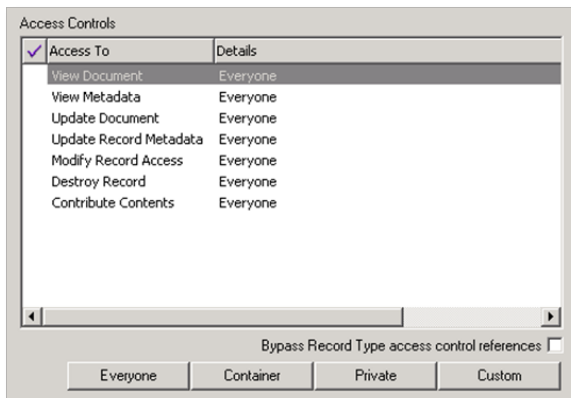 Access Controls
Access To Details
View Document Everyone
View Metadata Everyone
Update Document Everyone
Update Record Metadata Everyone
Modify Record Access Everyone
Destroy Record Everyone
Contribute Contents Everyone
Bypass Record Type access control references
Everyone Container Private Custom